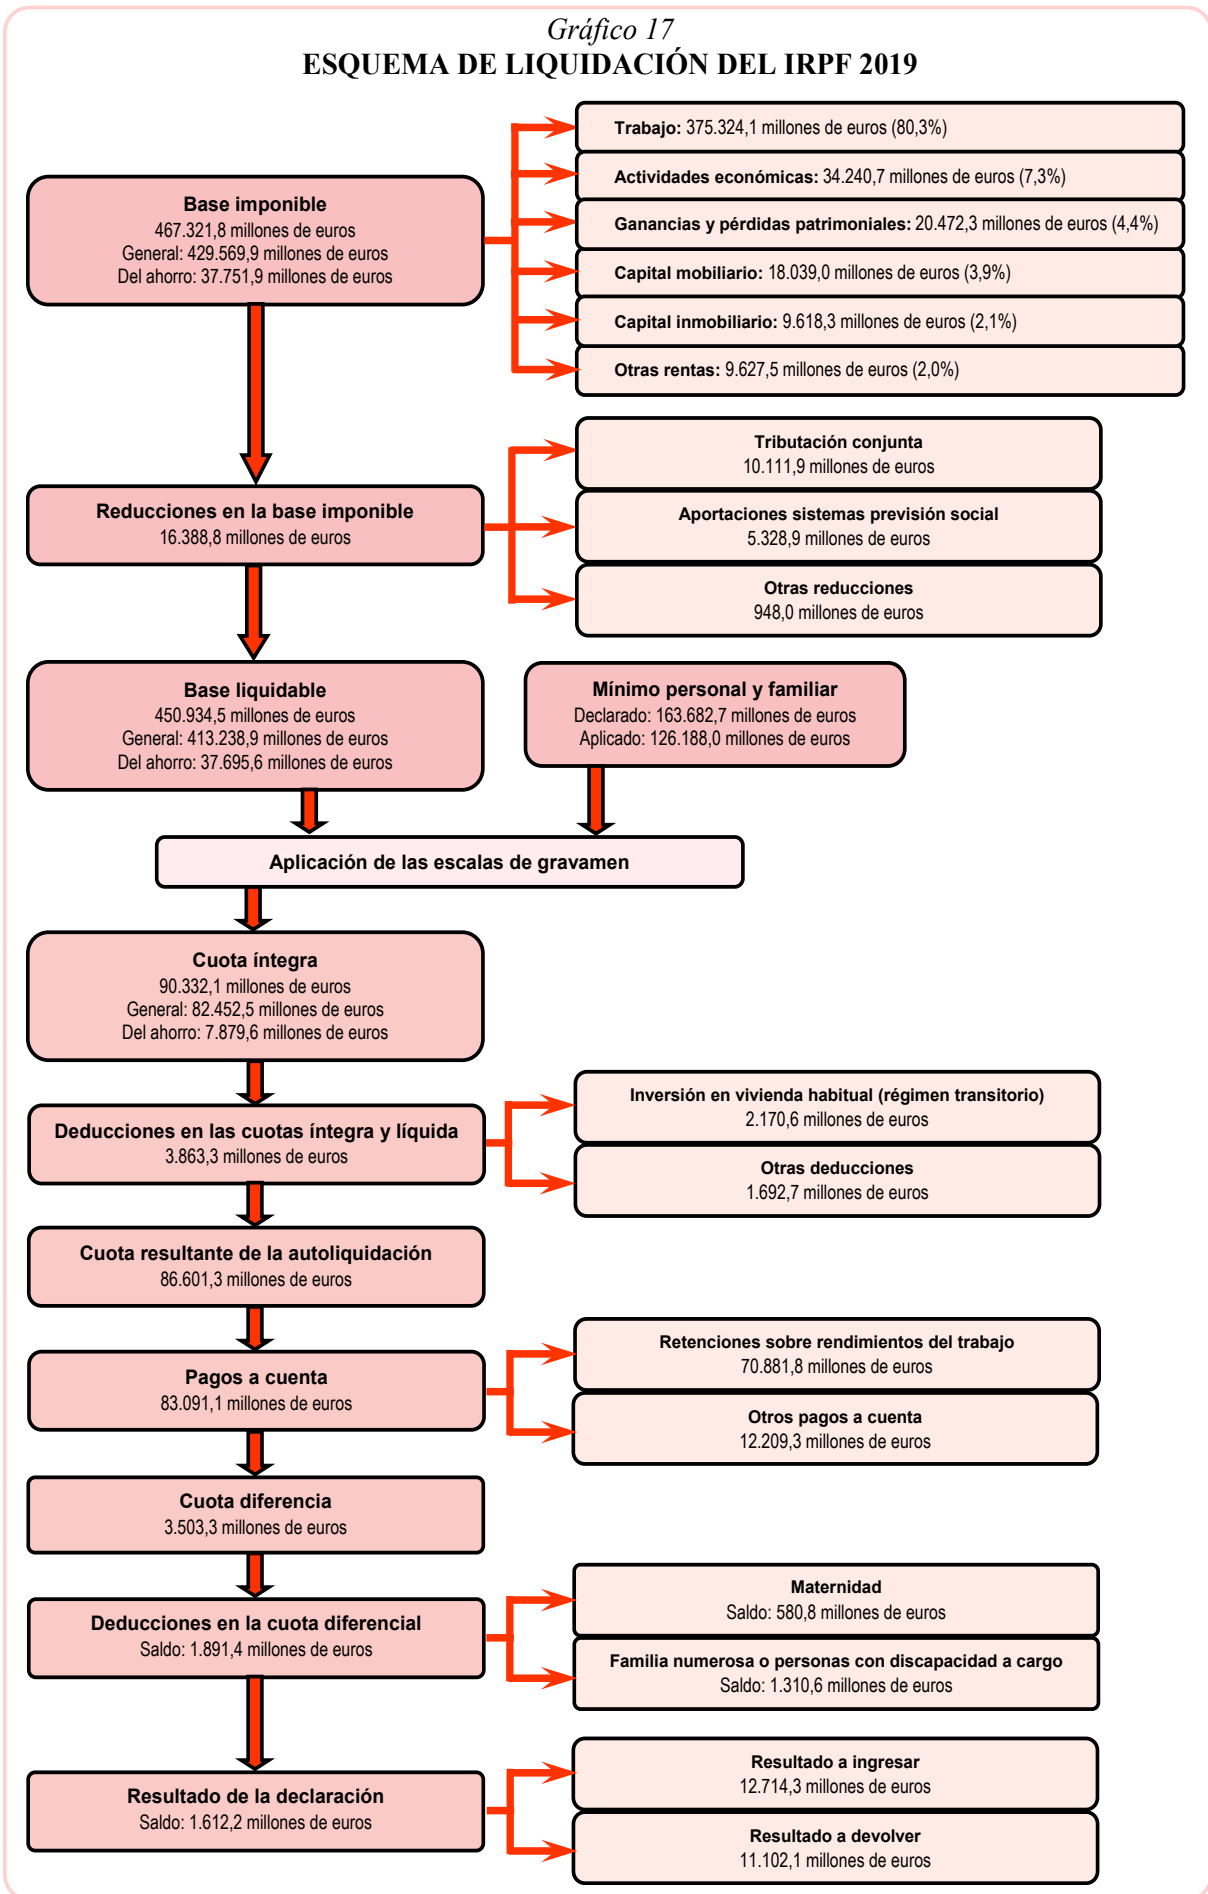 Gráfico 17
ESQUEMA DE LIQUIDACIÓN DEL IRPF 2019
Base imponible
467.321,8 millones de euros
General: 429.569,9 millones de euros
Del ahorro: 37.751,9 millones de euros
Trabajo: 375.324,1 millones de euros (80,3%)
Actividades económicas: 34.240,7 millones de euros (7,3%)
Ganancias y pérdidas patrimoniales: 20.472,3 millones de euros (4,4%)
Capital mobiliario: 18.039,0 millones de euros (3,9%)
Capital inmobiliario: 9.618,3 millones de euros (2,1%)
Otras rentas: 9.627,5 millones de euros (2,0%)
Reducciones en la base imponible
16.388,8 millones de euros
Tributación conjunta
10.111,9 millones de euros
Aportaciones sistemas previsión social
5.328,9 millones de euros
Otras reducciones
948,0 millones de euros
Base liquidable
450.934,5 millones de euros
General: 413.238,9 millones de euros
Del ahorro: 37.695,6 millones de euros
Mínimo personal y familiar
Declarado: 163.682,7 millones de euros
Aplicado: 126.188,0 millones de euros
Aplicación de las escalas de gravamen
Cuota íntegra
90.332,1 millones de euros
General: 82.452,5 millones de euros
Del ahorro: 7.879,6 millones de euros
Deducciones en las cuotas íntegra y líquida
3.863,3 millones de euros
Inversión en vivienda habitual (régimen transitorio)
2.170,6 millones de euros
Otras deducciones
1.692,7 millones de euros
Cuota resultante de la autoliquidación
86.601,3 millones de euros
Pagos a cuenta
83.091,1 millones de euros
Retenciones sobre rendimientos del trabajo
70.881,8 millones de euros
Otros pagos a cuenta
12.209,3 millones de euros
Cuota diferencia
3.503,3 millones de euros
Deducciones en la cuota diferencial
Saldo: 1.891,4 millones de euros
Maternidad
Saldo: 580,8 millones de euros
Familia numerosa o personas con discapacidad a cargo
Saldo: 1.310,6 millones de euros
Resultado de la declaración
Saldo: 1.612,2 millones de euros
Resultado a ingresar
12.714,3 millones de euros
Resultado a devolver
11.102,1 millones de euros